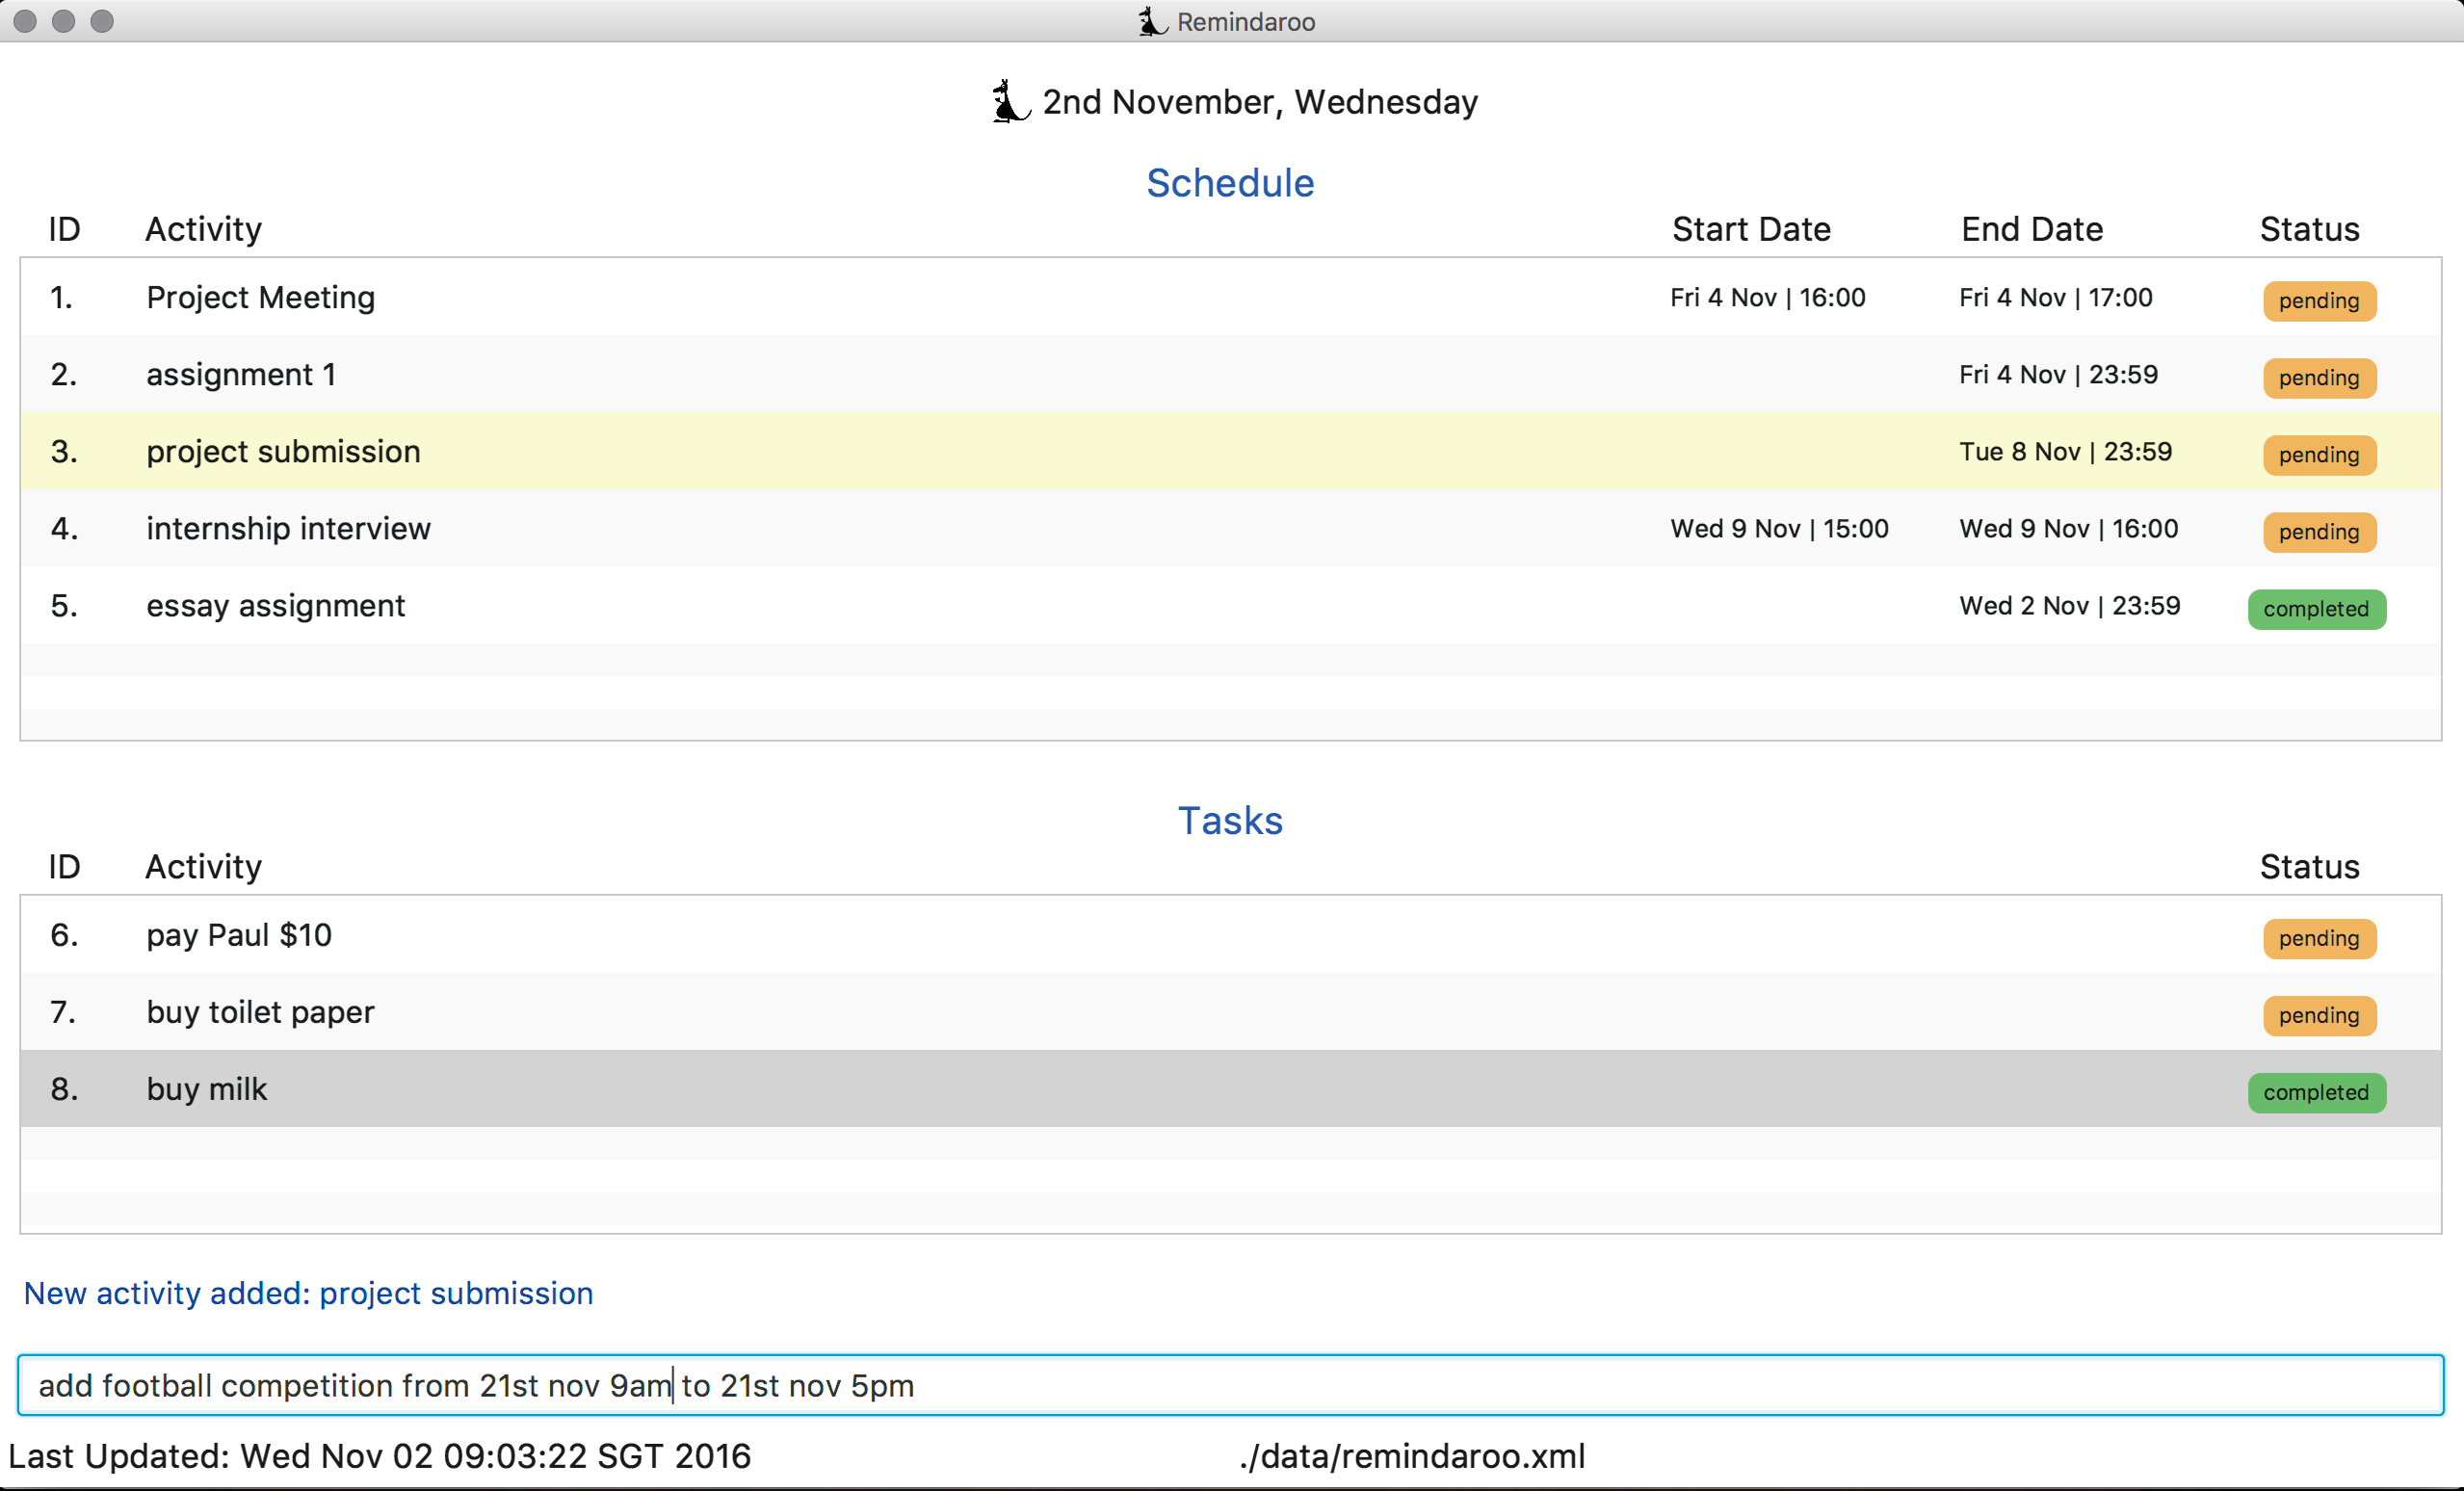 Remindaroo
2nd November, Wednesday
Schedule
ID Activity Start Date End Date Status
1. Project Meeting Fri 4 Nov | 16:00 Fri 4 Nov | 17:00 pending
2. assignment 1 Fri 4 Nov | 23:59 pending
3. project submission Tue 8 Nov | 23:59 pending
4. internship interview Wed 9 Nov | 15:00 Wed 9 Nov | 16:00 pending
5. essay assignment Wed 2 Nov | 23:59 completed
Tasks
ID Activity Status
6. pay Paul $10 pending
7. buy toilet paper pending
8. buy milk completed
New activity added: project submission
add football competition from 21st nov 9am to 21st nov 5pm
Last Updated: Wed Nov 02 09:03:22 SGT 2016 ./data/remindaroo.xml